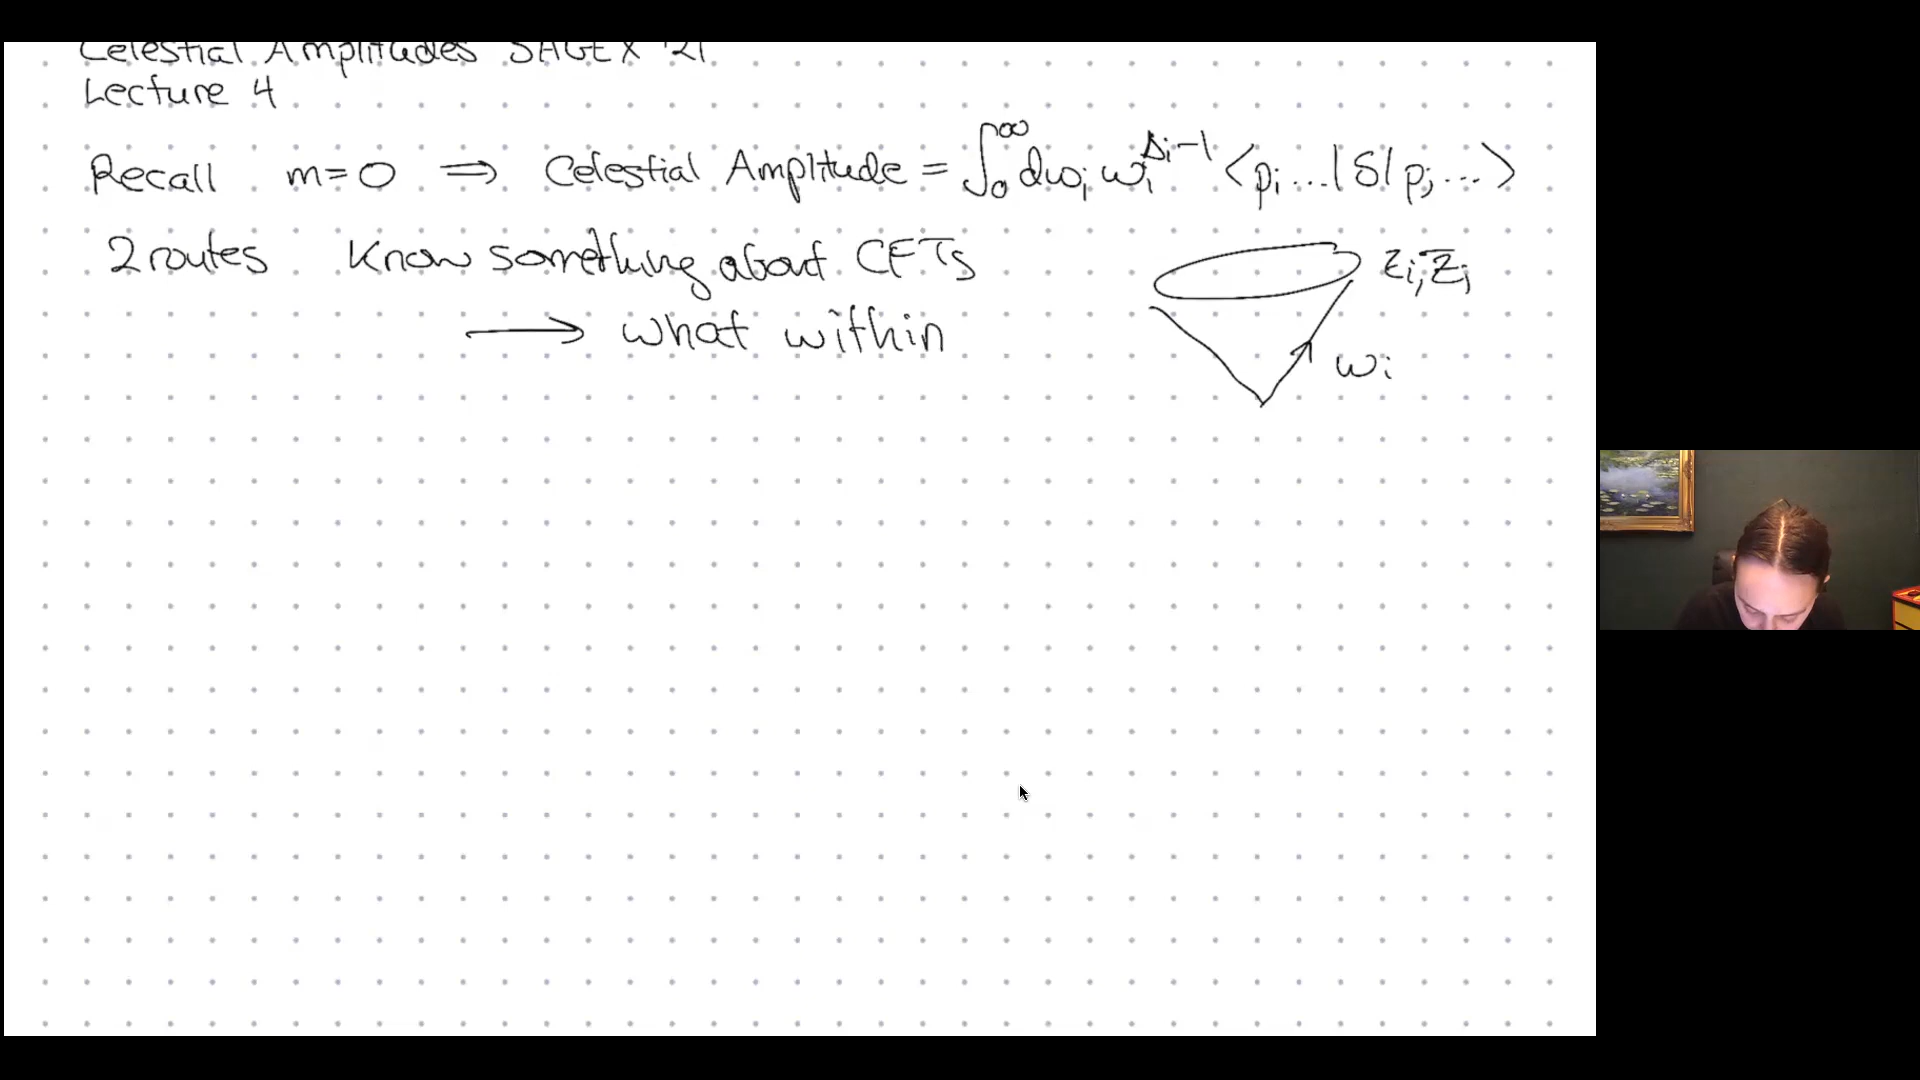 Celestial Amplitudes SAGEX '21
Lecture 4
Recall m=0 ⟹ Celestial Amplitude = ∫₀^∞ dωᵢ ωᵢ^{Δᵢ-1} <pᵢ...|S|pⱼ...>
2 routes Know something about CFTs
zᵢ, z̄ᵢ
⟶ what within
ωᵢ